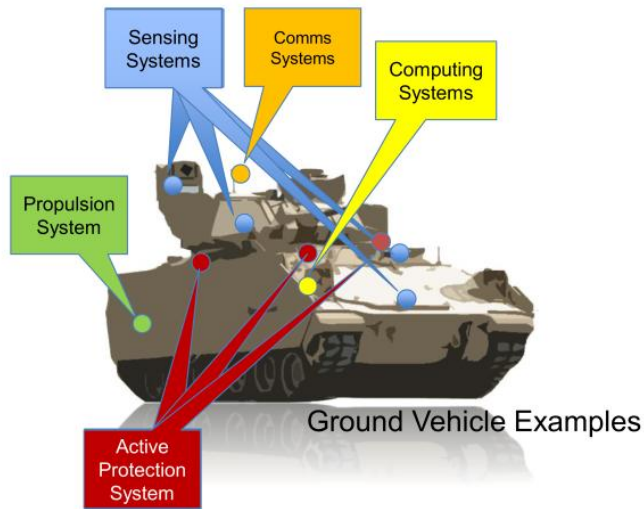 Sensing
Systems
Comms
Systems
Computing
Systems
Propulsion
System
Ground Vehicle Examples
Active
Protection
System